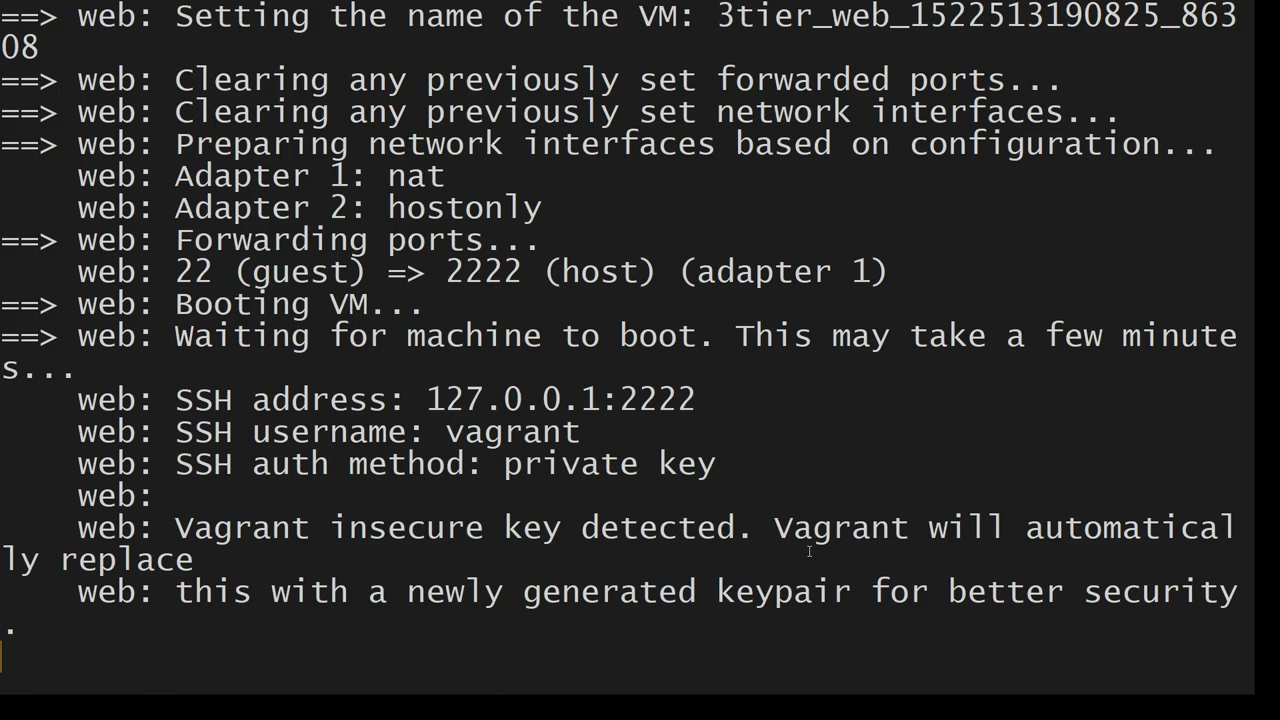 ==> web: Setting the name of the VM: 3tier_web_1522513190825_863
08
==> web: Clearing any previously set forwarded ports...
==> web: Clearing any previously set network interfaces...
==> web: Preparing network interfaces based on configuration...
    web: Adapter 1: nat
    web: Adapter 2: hostonly
==> web: Forwarding ports...
    web: 22 (guest) => 2222 (host) (adapter 1)
==> web: Booting VM...
==> web: Waiting for machine to boot. This may take a few minute
s...
    web: SSH address: 127.0.0.1:2222
    web: SSH username: vagrant
    web: SSH auth method: private key
    web:
    web: Vagrant insecure key detected. Vagrant will automatical
ly replace
    web: this with a newly generated keypair for better security
.